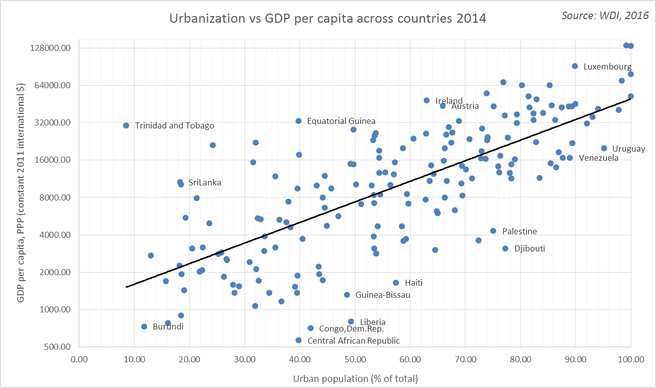 Urbanization vs GDP per capita across countries 2014
Source: WDI, 2016
GDP per capita, PPP (constant 2011 international $)
128000.00
64000.00
32000.00
16000.00
8000.00
4000.00
2000.00
1000.00
500.00
Luxembourg
Ireland
Austria
Equatorial Guinea
Trinidad and Tobago
Uruguay
Venezuela
SriLanka
Palestine
Djibouti
Haiti
Guinea-Bissau
Liberia
Burundi
Congo,Dem.Rep.
Central African Republic
0.00 10.00 20.00 30.00 40.00 50.00 60.00 70.00 80.00 90.00 100.00
Urban population (% of total)